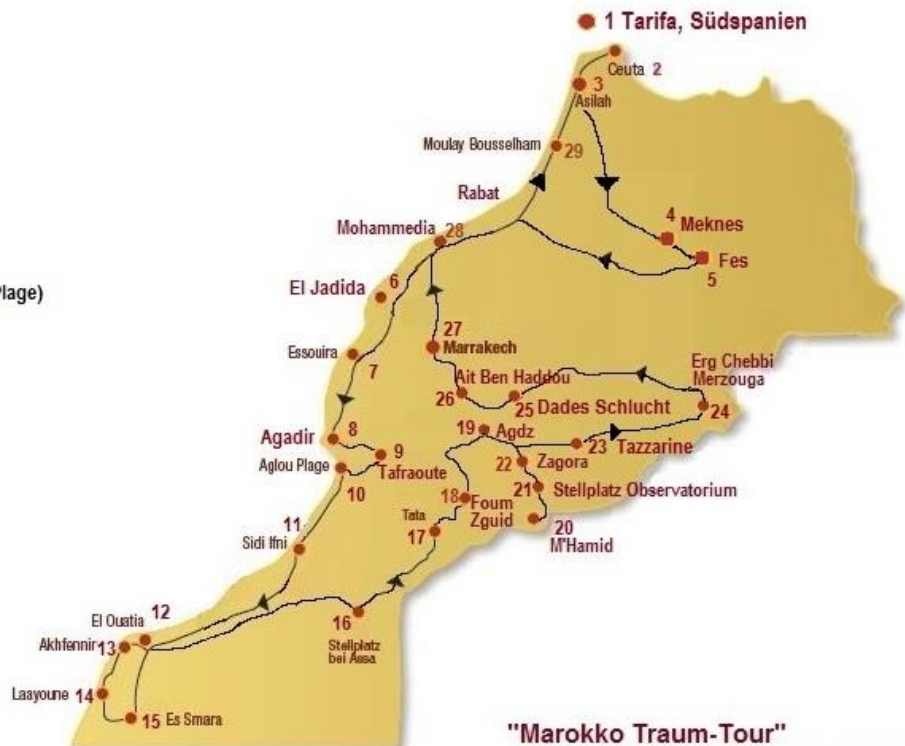 1 Tarifa, Südspanien
Ceuta 2
3
Asilah
Moulay Bousselham
29
Rabat
4
Meknes
Mohammedia 28
Fes
5
6
lage)
El Jadida
27
Marrakech
Essouira
7
Erg Chebbi
Merzouga
Ait Ben Haddou
26
25
Dades Schlucht
24
8
19 Agdz
Agadir
9
23 Tazzarine
Aglou Plage
Tafraoute
22 Zagora
10
21 Stellplatz Observatorium
18 Foum
Zguid
Tata
17
20
M'Hamid
11
Sidi Ifni
12
El Ouatia
16
Akhfennir 13
Stellplatz
bei Assa
Laayoune 14
15 Es Smara
"Marokko Traum-Tour"